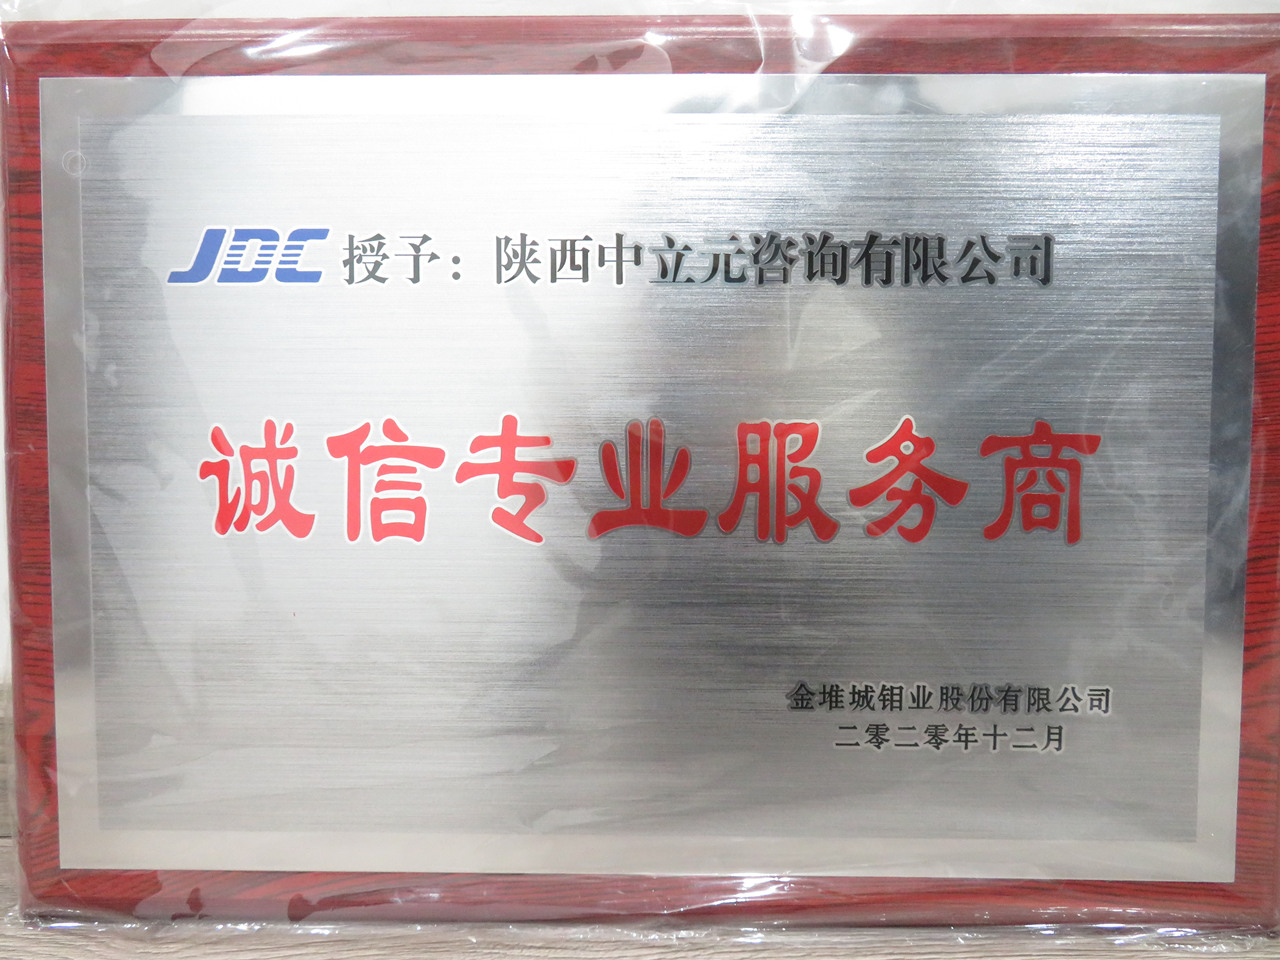 JDC 授予：陕西中立元咨询有限公司
诚信专业服务商
金堆城钼业股份有限公司
二零二零年十二月